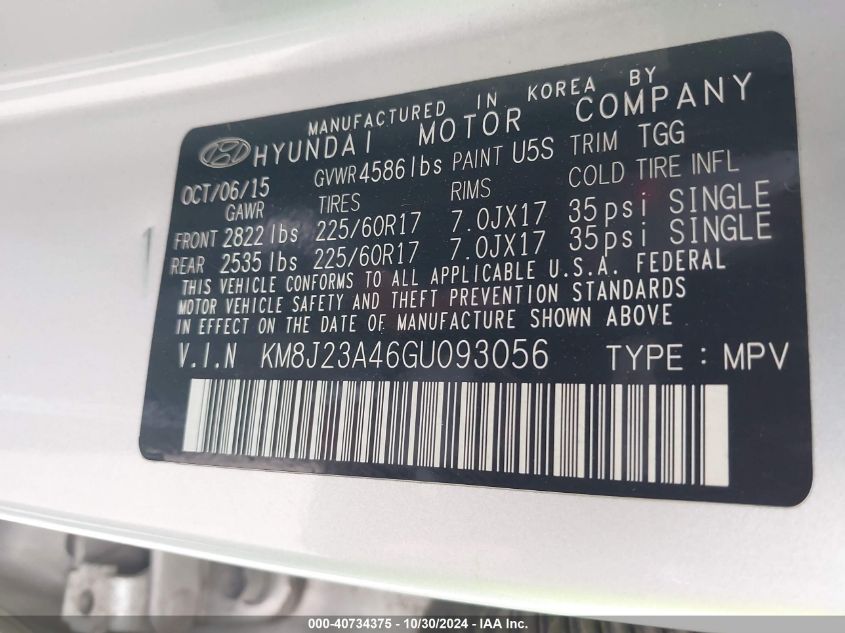 MANUFACTURED IN KOREA BY
HYUNDAI MOTOR COMPANY
OCT/06/15 GVWR 4586lbs PAINT U5S TRIM TGG
GAWR TIRES RIMS COLD TIRE INFL
FRONT 2822 lbs 225/60R17 7.0JX17 35psi SINGLE
REAR 2535 lbs 225/60R17 7.0JX17 35psi SINGLE
THIS VEHICLE CONFORMS TO ALL APPLICABLE U.S.A. FEDERAL
MOTOR VEHICLE SAFETY AND THEFT PREVENTION STANDARDS
IN EFFECT ON THE DATE OF MANUFACTURE SHOWN ABOVE
V.I.N KM8J23A46GU093056 TYPE : MPV
000-40734375 - 10/30/2024 - IAA Inc.